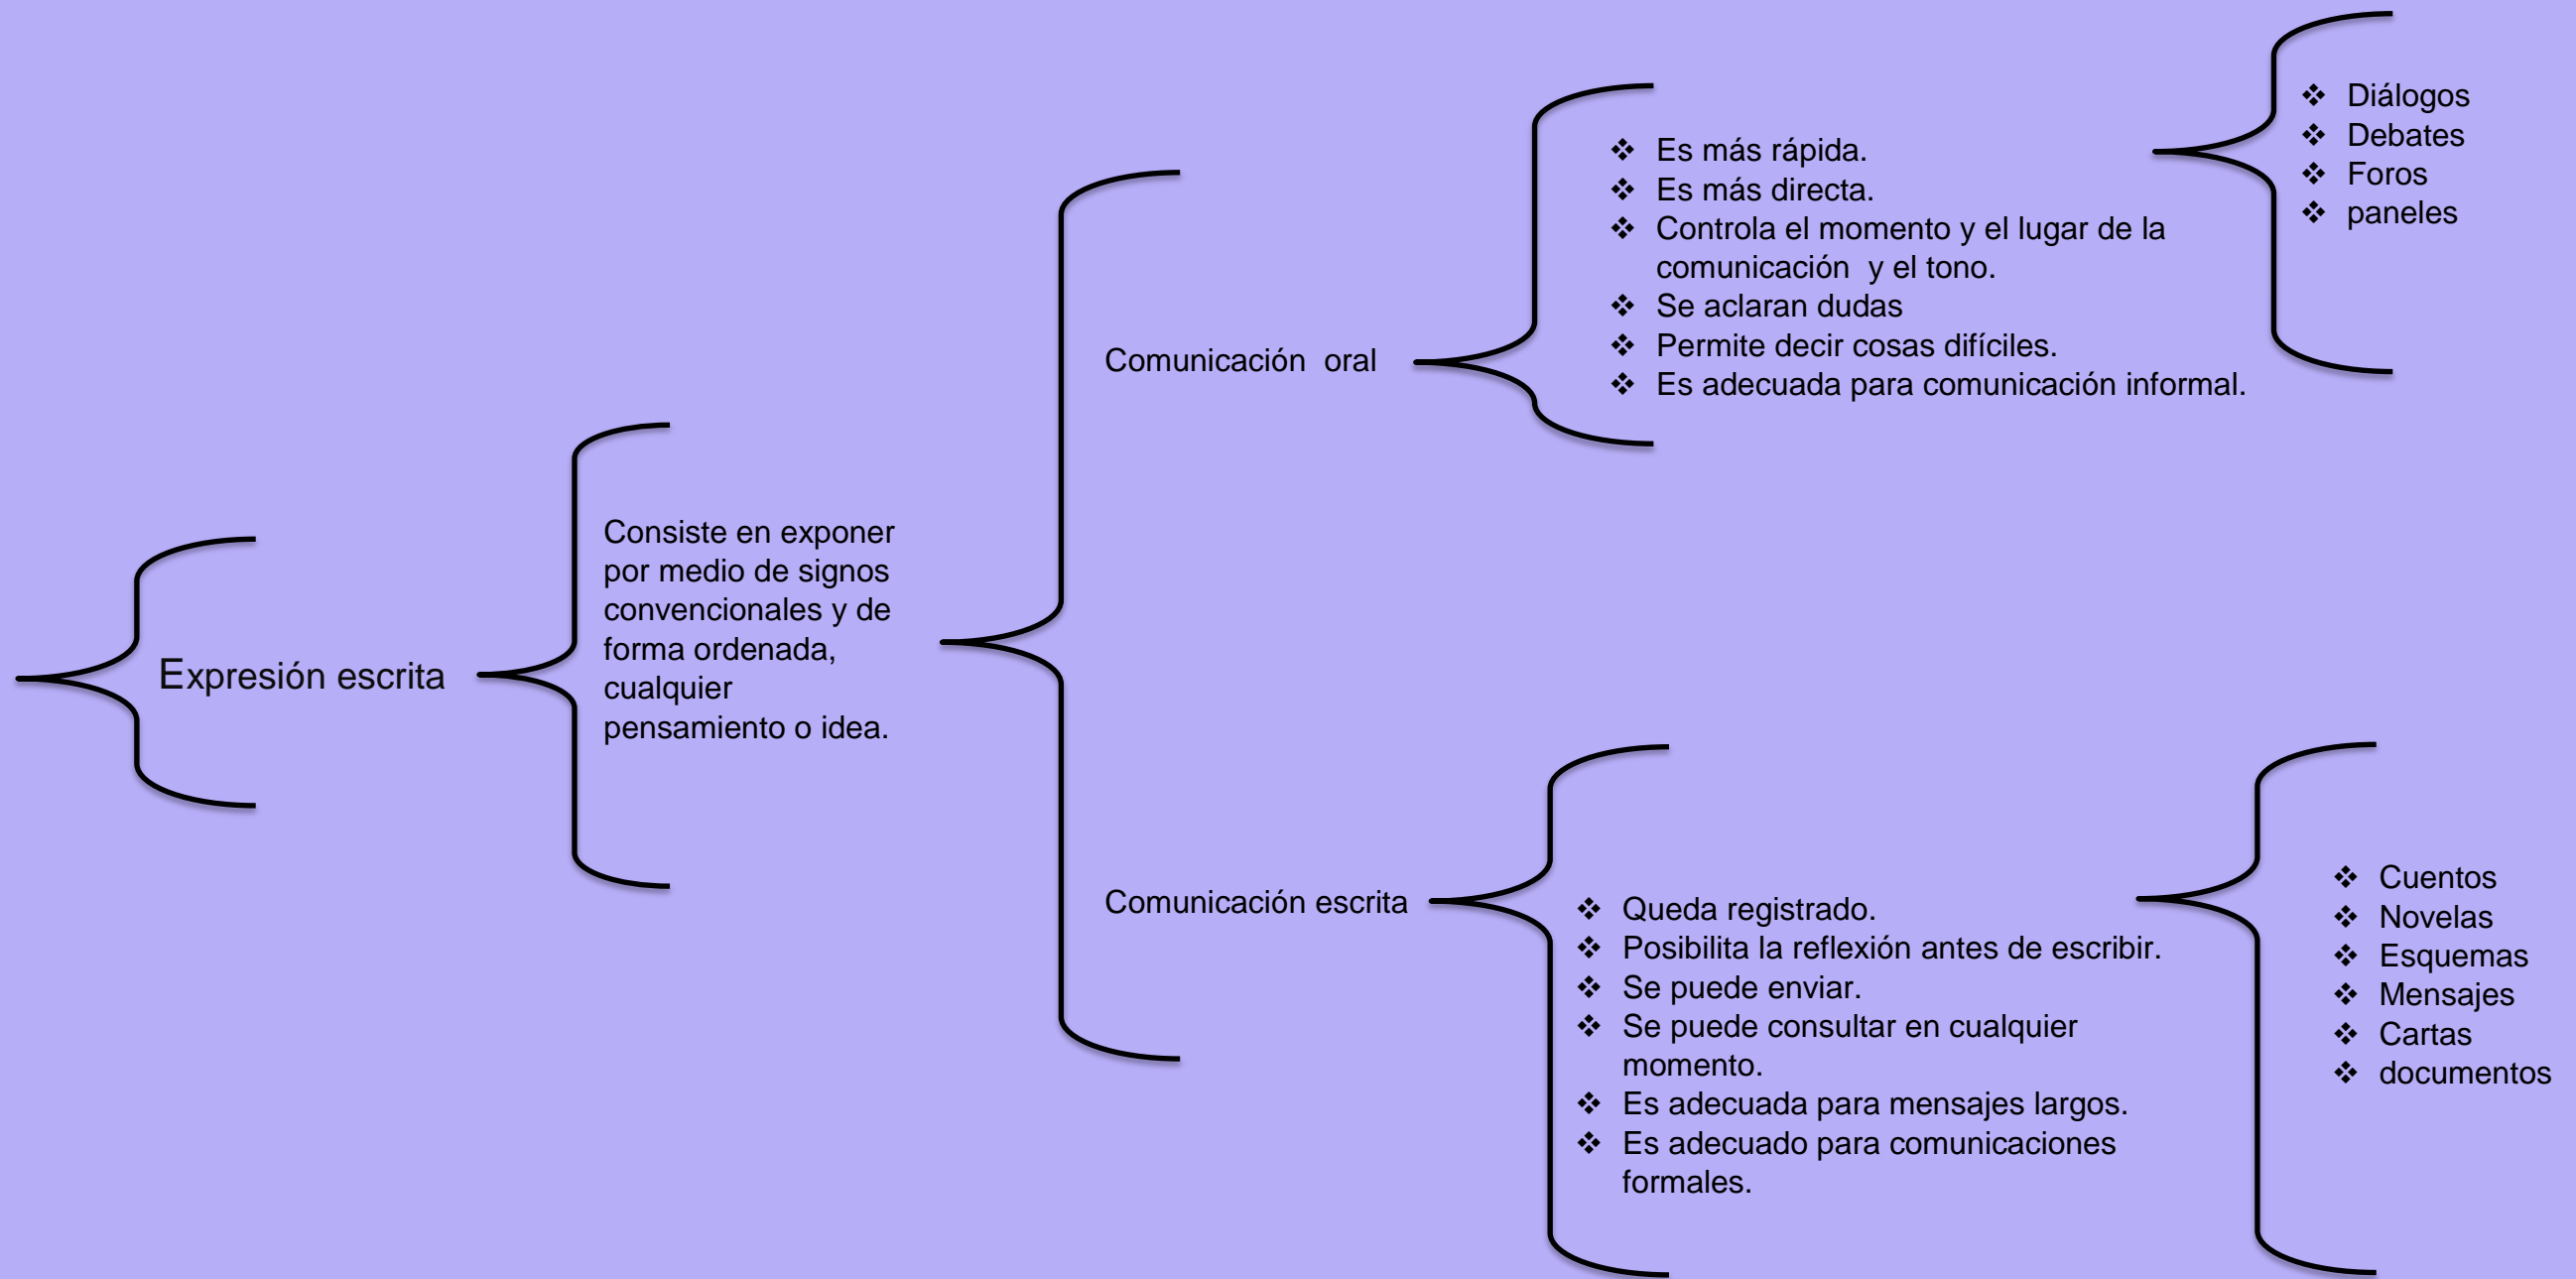 Expresión escrita
Consiste en exponer
por medio de signos
convencionales y de
forma ordenada,
cualquier
pensamiento o idea.
Comunicación  oral
❖ Es más rápida.
❖ Es más directa.
❖ Controla el momento y el lugar de la
comunicación  y el tono.
❖ Se aclaran dudas
❖ Permite decir cosas difíciles.
❖ Es adecuada para comunicación informal.
❖ Diálogos
❖ Debates
❖ Foros
❖ paneles
Comunicación escrita
❖ Queda registrado.
❖ Posibilita la reflexión antes de escribir.
❖ Se puede enviar.
❖ Se puede consultar en cualquier
momento.
❖ Es adecuada para mensajes largos.
❖ Es adecuado para comunicaciones
formales.
❖ Cuentos
❖ Novelas
❖ Esquemas
❖ Mensajes
❖ Cartas
❖ documentos